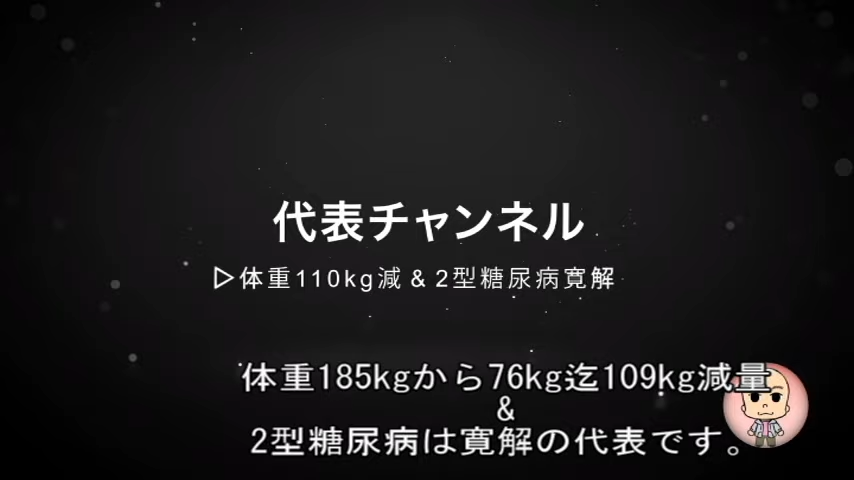 代表チャンネル
▷体重110kg減 & 2型糖尿病寛解
体重185kgから76kg迄109kg減量
&
2型糖尿病は寛解の代表です。